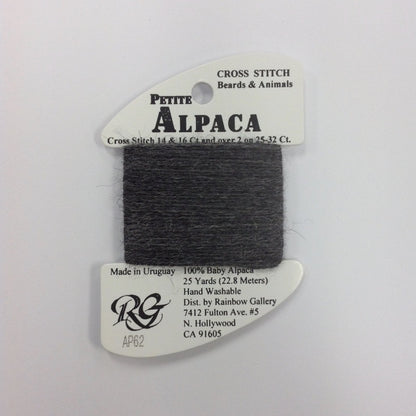 CROSS STITCH
Beards & Animals
PETITE
ALPACA
Cross Stitch 14 & 16 Ct and over 2 on 25-32 Ct.
Made in Uruguay
100% Baby Alpaca
25 Yards (22.8 Meters)
Hand Washable
Dist. by Rainbow Gallery
7412 Fulton Ave. #5
N. Hollywood
CA 91605
RG
AP62